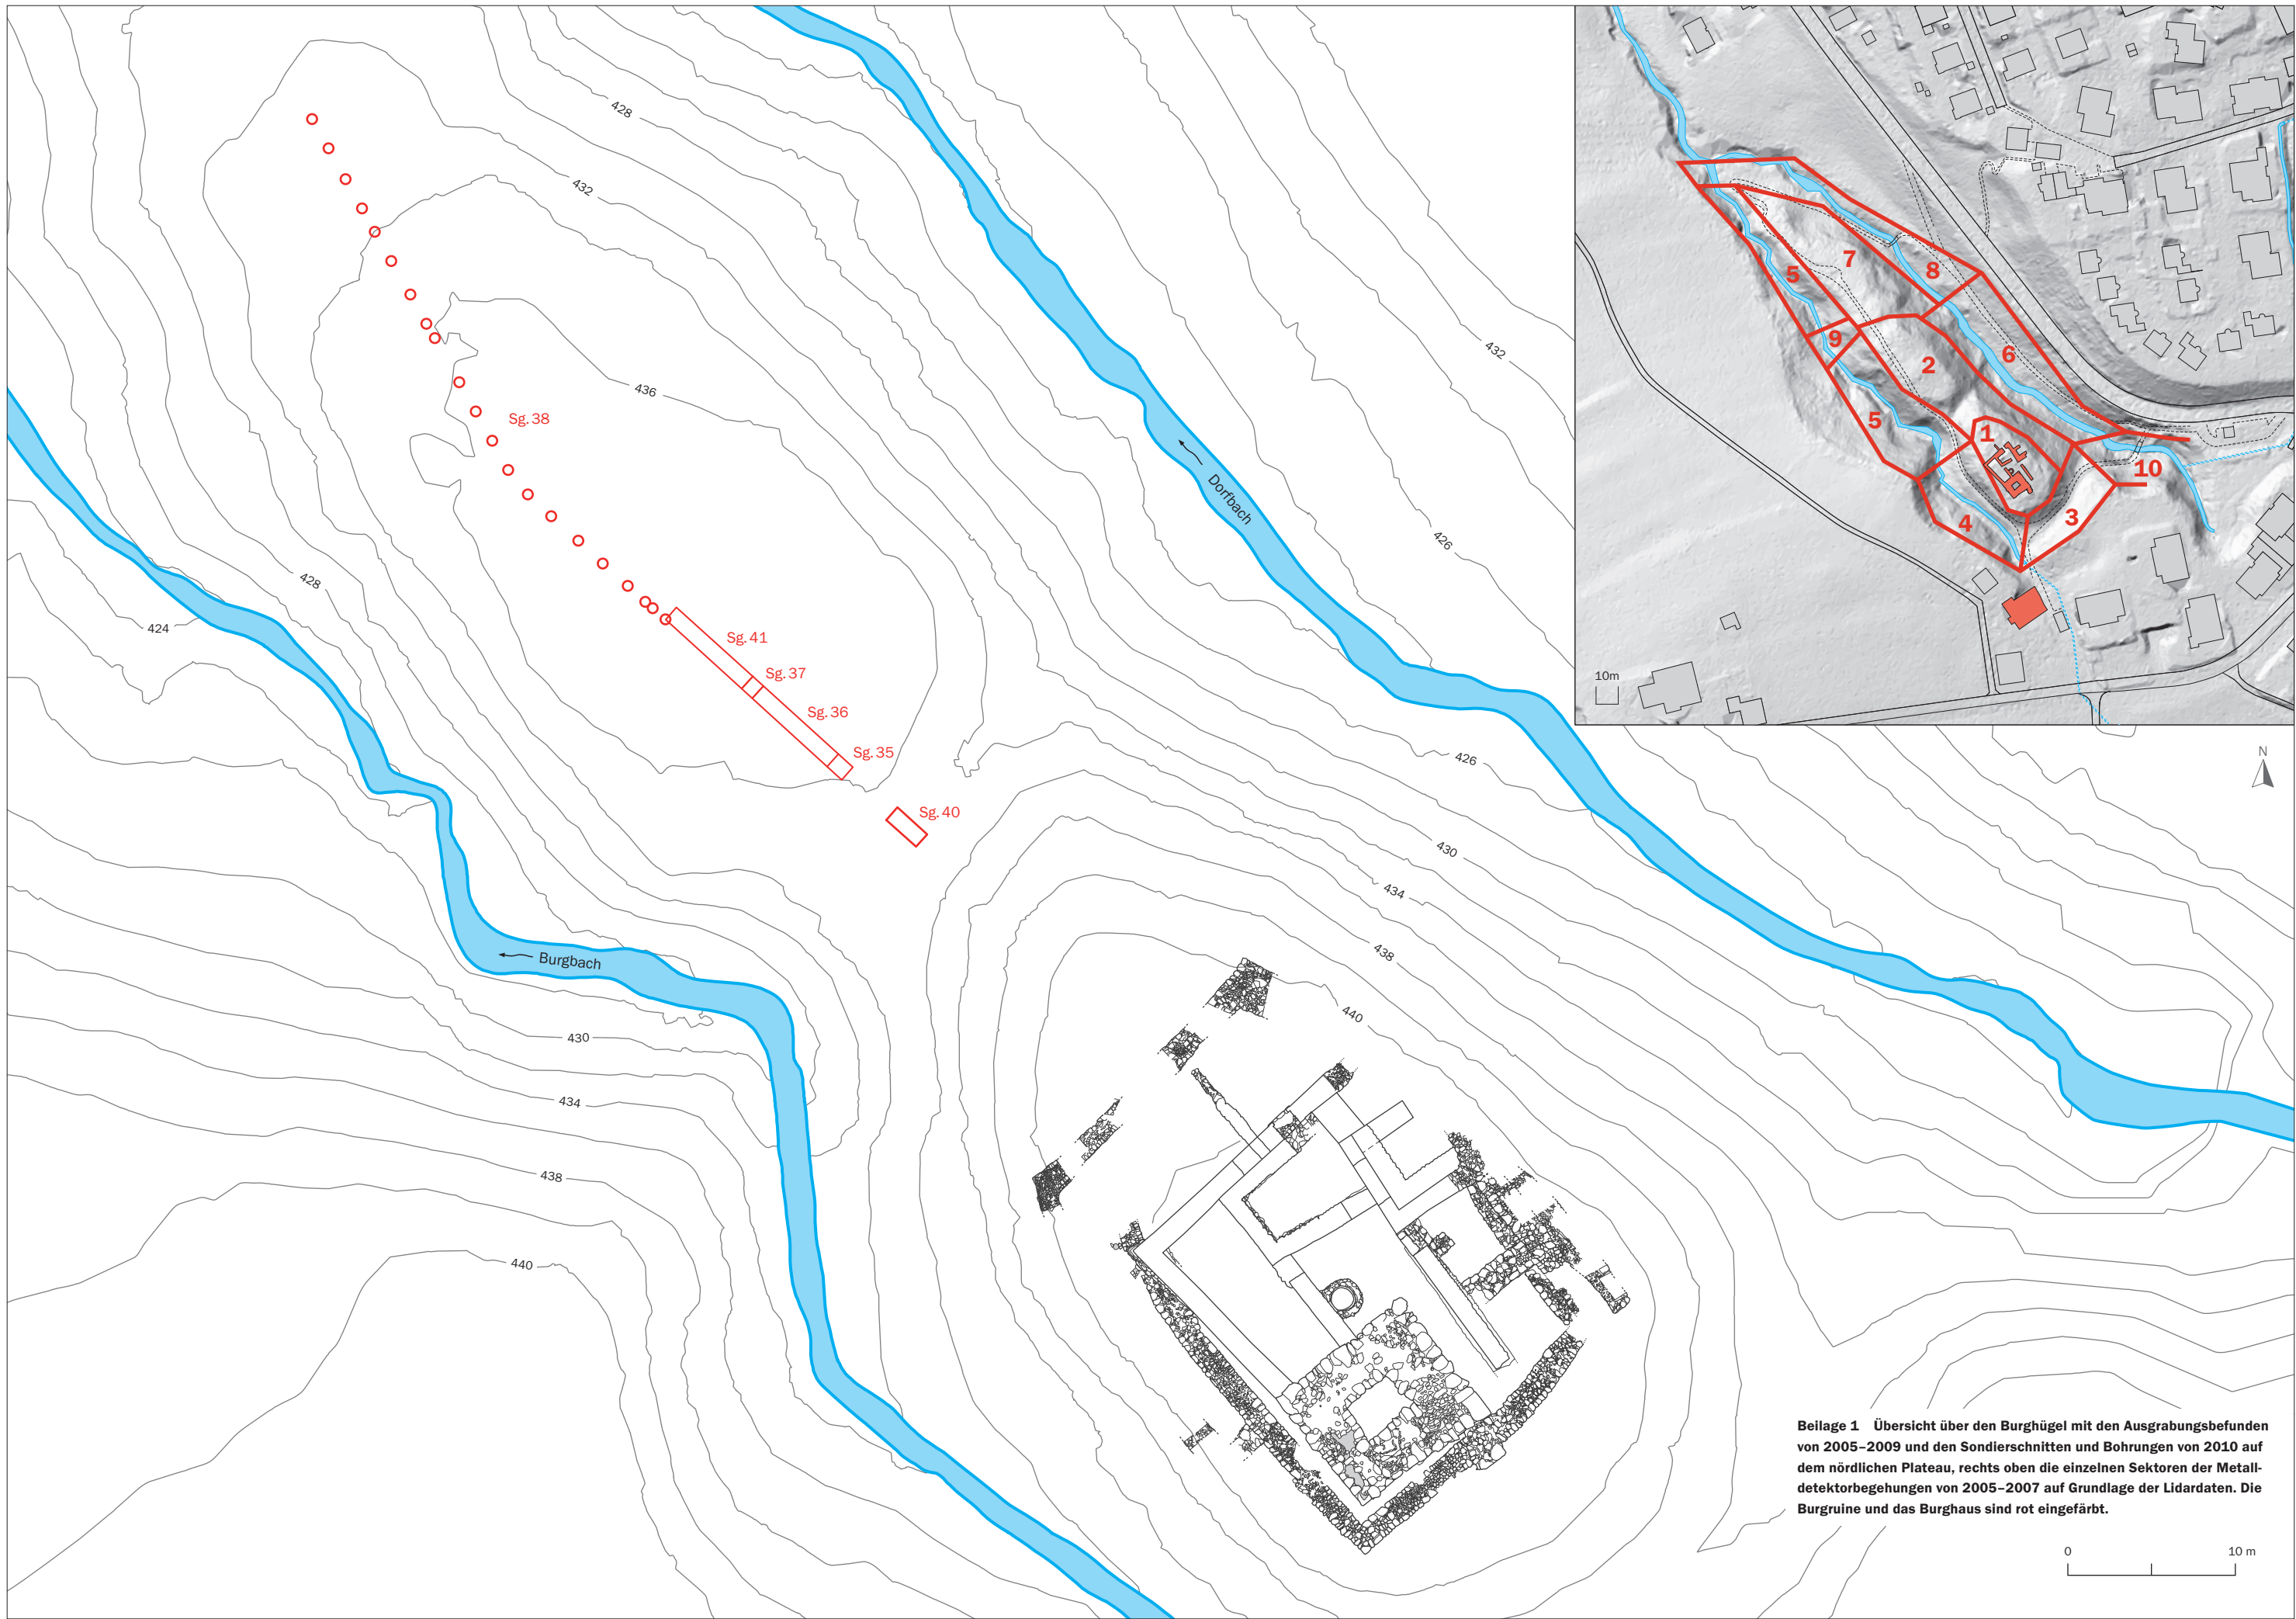 428
432
436
Sg. 38
Sg. 41
Sg. 37
Sg. 36
Sg. 35
Sg. 40
428
424
Dorfbach
432
426
426
430
434
438
440
Burgbach
430
434
438
440
5
7
8
9
2
6
5
1
10
4
3
10m
N
Beilage 1 Übersicht über den Burghügel mit den Ausgrabungsbefunden
von 2005–2009 und den Sondierschnitten und Bohrungen von 2010 auf
dem nördlichen Plateau, rechts oben die einzelnen Sektoren der Metall-
detektorbegehungen von 2005–2007 auf Grundlage der Lidardaten. Die
Burgruine und das Burghaus sind rot eingefärbt.
0 10 m